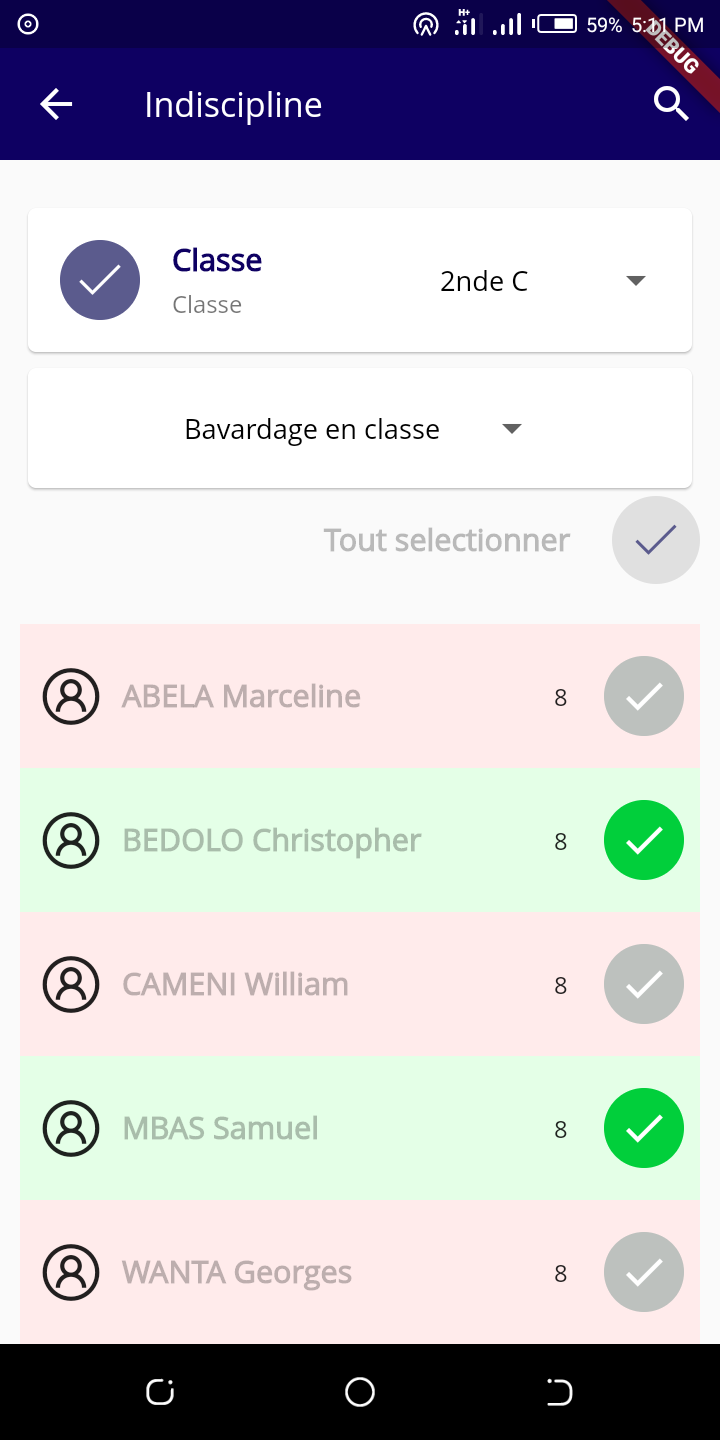 H+ 59% 5:11 PM
DEBUG
Indiscipline
Classe
Classe
2nde C
Bavardage en classe
Tout selectionner
ABELA Marceline 8
BEDOLO Christopher 8
CAMENI William 8
MBAS Samuel 8
WANTA Georges 8